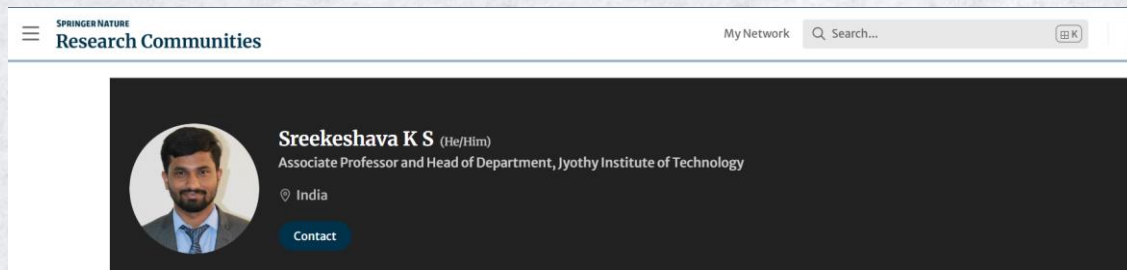 SPRINGER NATURE
Research Communities
My Network
Search...
K
Sreekeshava K S (He/Him)
Associate Professor and Head of Department, Jyothy Institute of Technology
India
Contact